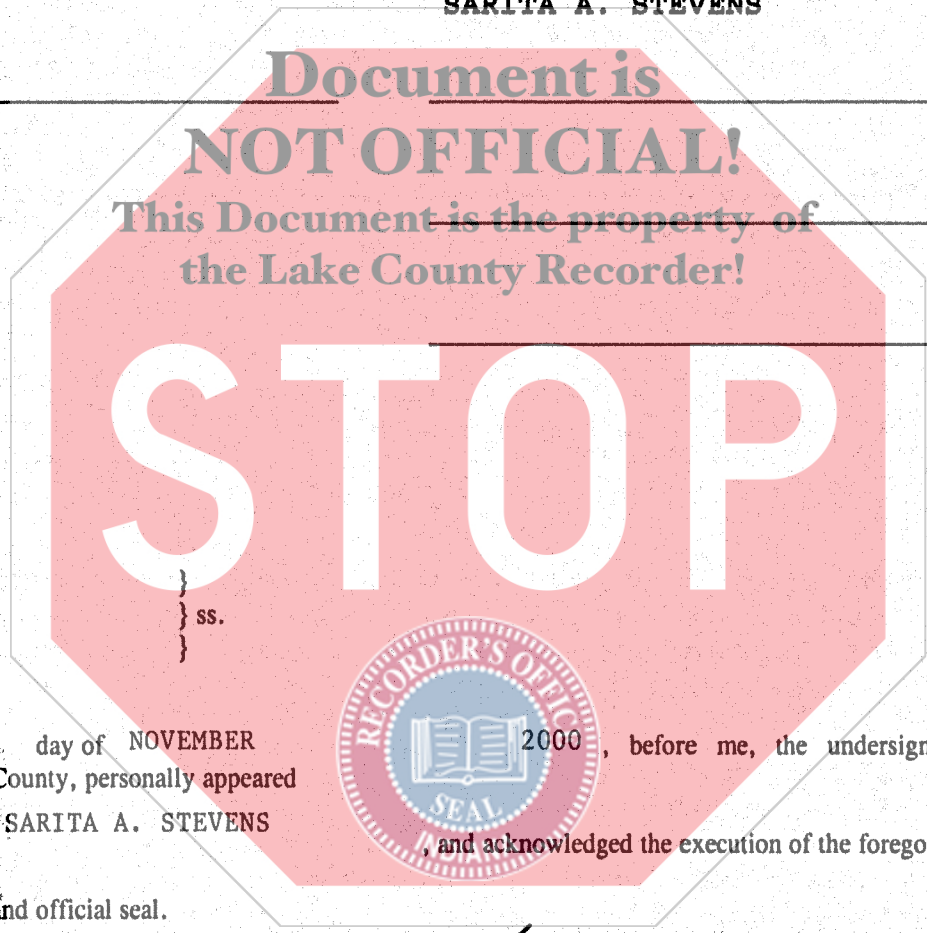 SARITA A. STEVENS
Document is
NOT OFFICIAL!
This Document is the property of
the Lake County Recorder!
STOP
ss.
RECORDER'S OFFICE
SEAL
INDIANA
day of NOVEMBER 2000 , before me, the undersign
County, personally appeared
SARITA A. STEVENS
, and acknowledged the execution of the forego
nd official seal.